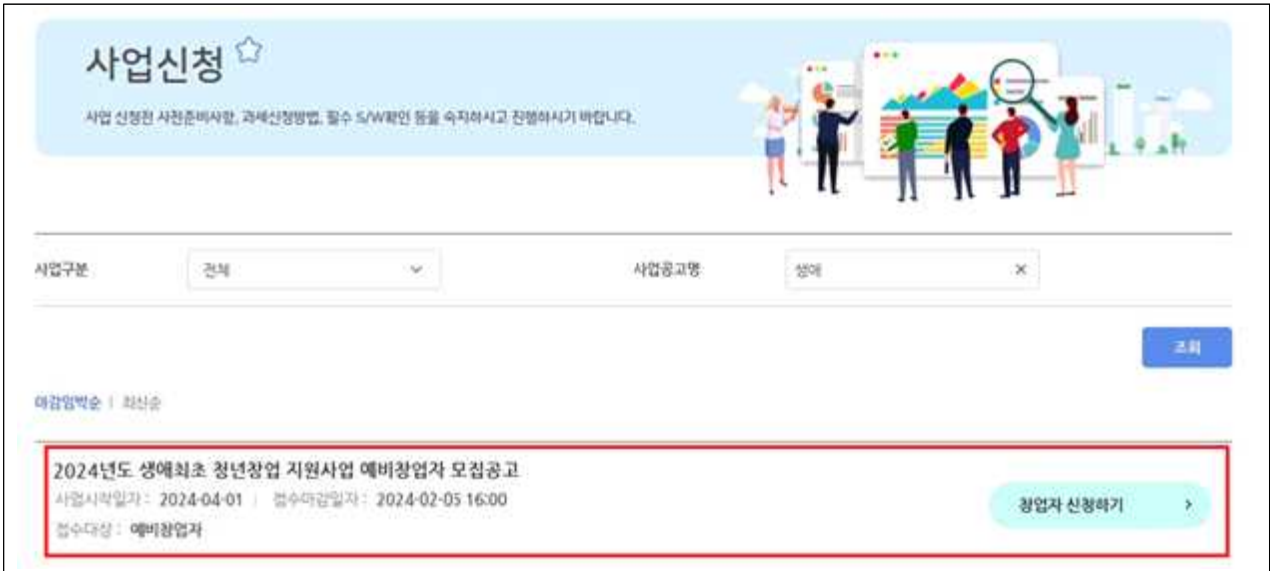 사업신청
사업 신청전 사전준비사항, 과제신청방법, 필수 S/W확인 등을 숙지하시고 진행하시기 바랍니다.
사업구분 전체 사업공고명 생애
조회
마감임박순 | 최신순
2024년도 생애최초 청년창업 지원사업 예비창업자 모집공고
사업시작일자 : 2024-04-01 | 접수마감일자 : 2024-02-05 16:00
창업자 신청하기
접수대상 : 예비창업자